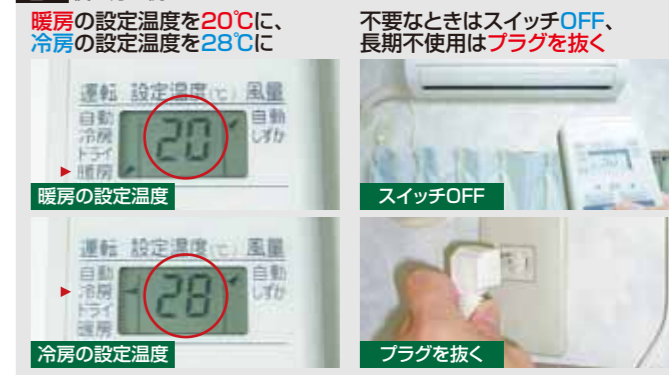 暖房の設定温度を20℃に、
冷房の設定温度を28℃に
運転 設定温度(℃) 風量
自動
冷房
ドライ
暖房
20
自動
しずか
暖房の設定温度
運転 設定温度(℃) 風量
自動
冷房
ドライ
暖房
28
自動
しずか
冷房の設定温度
不要なときはスイッチOFF、
長期不使用はプラグを抜く
スイッチOFF
プラグを抜く